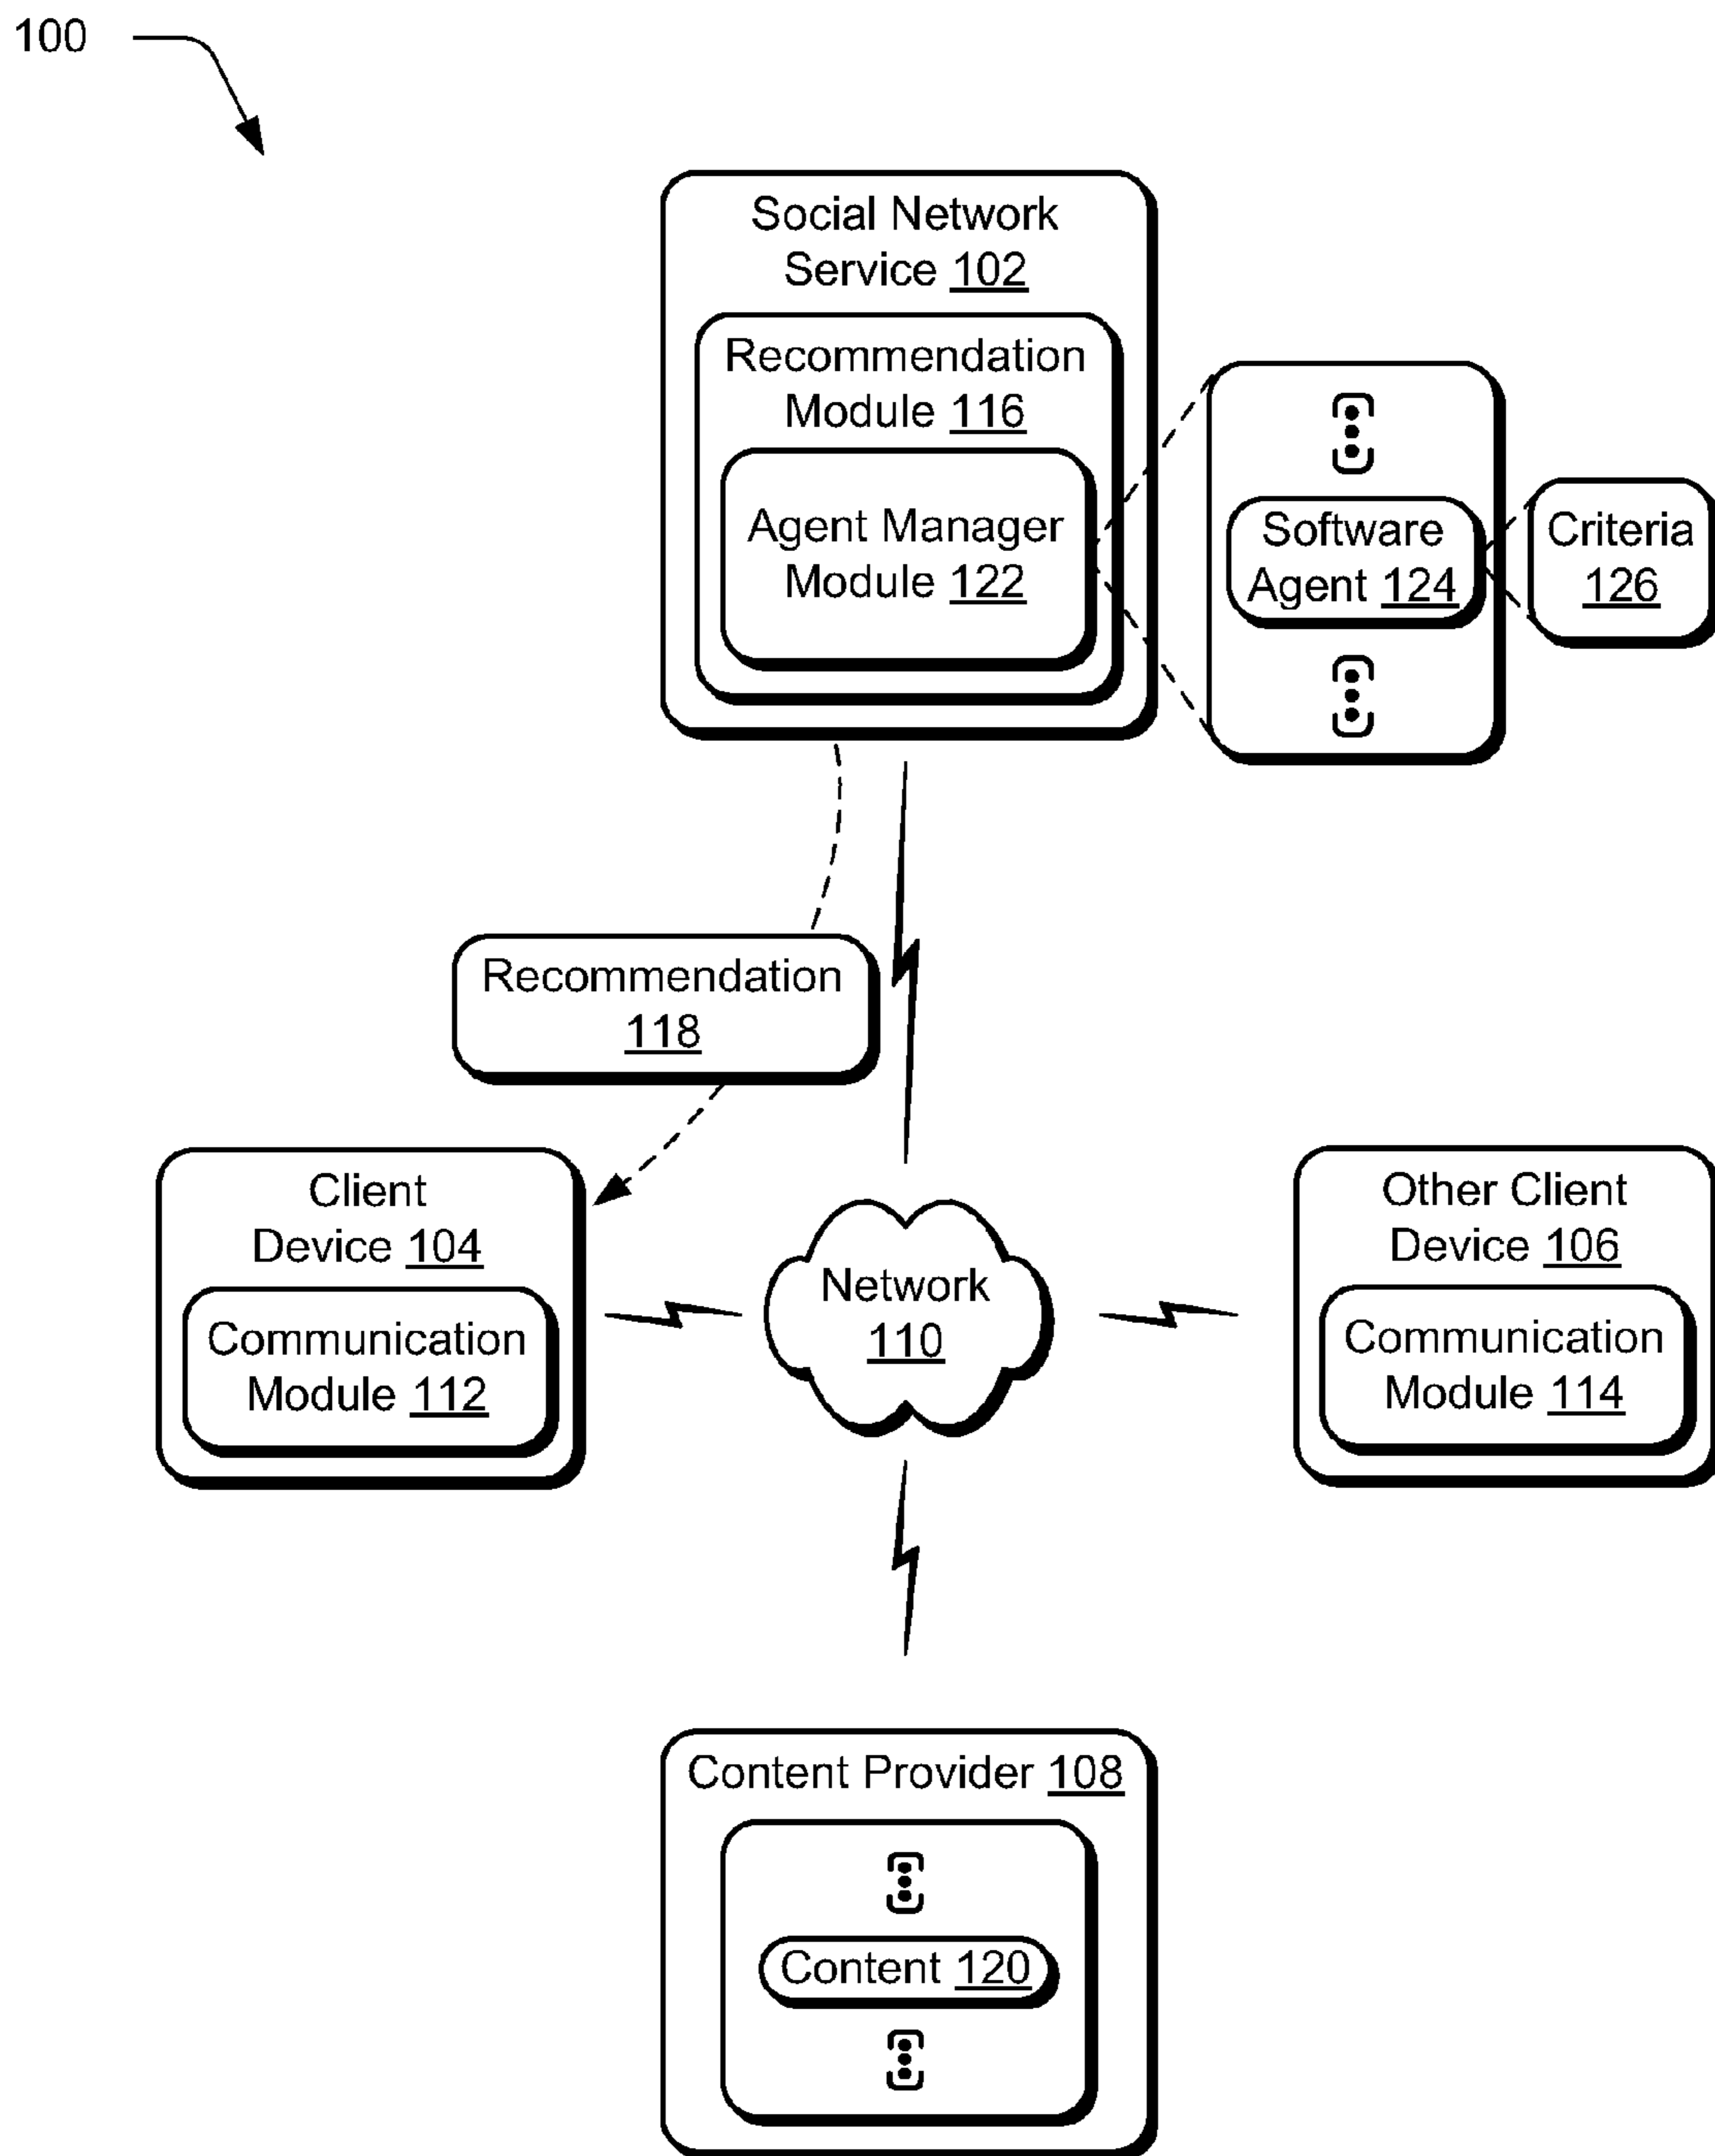 100
Social Network
Service 102
Recommendation
Module 116
Agent Manager
Module 122
Software
Agent 124
Criteria
126
Recommendation
118
Client
Device 104
Communication
Module 112
Network
110
Other Client
Device 106
Communication
Module 114
Content Provider 108
Content 120